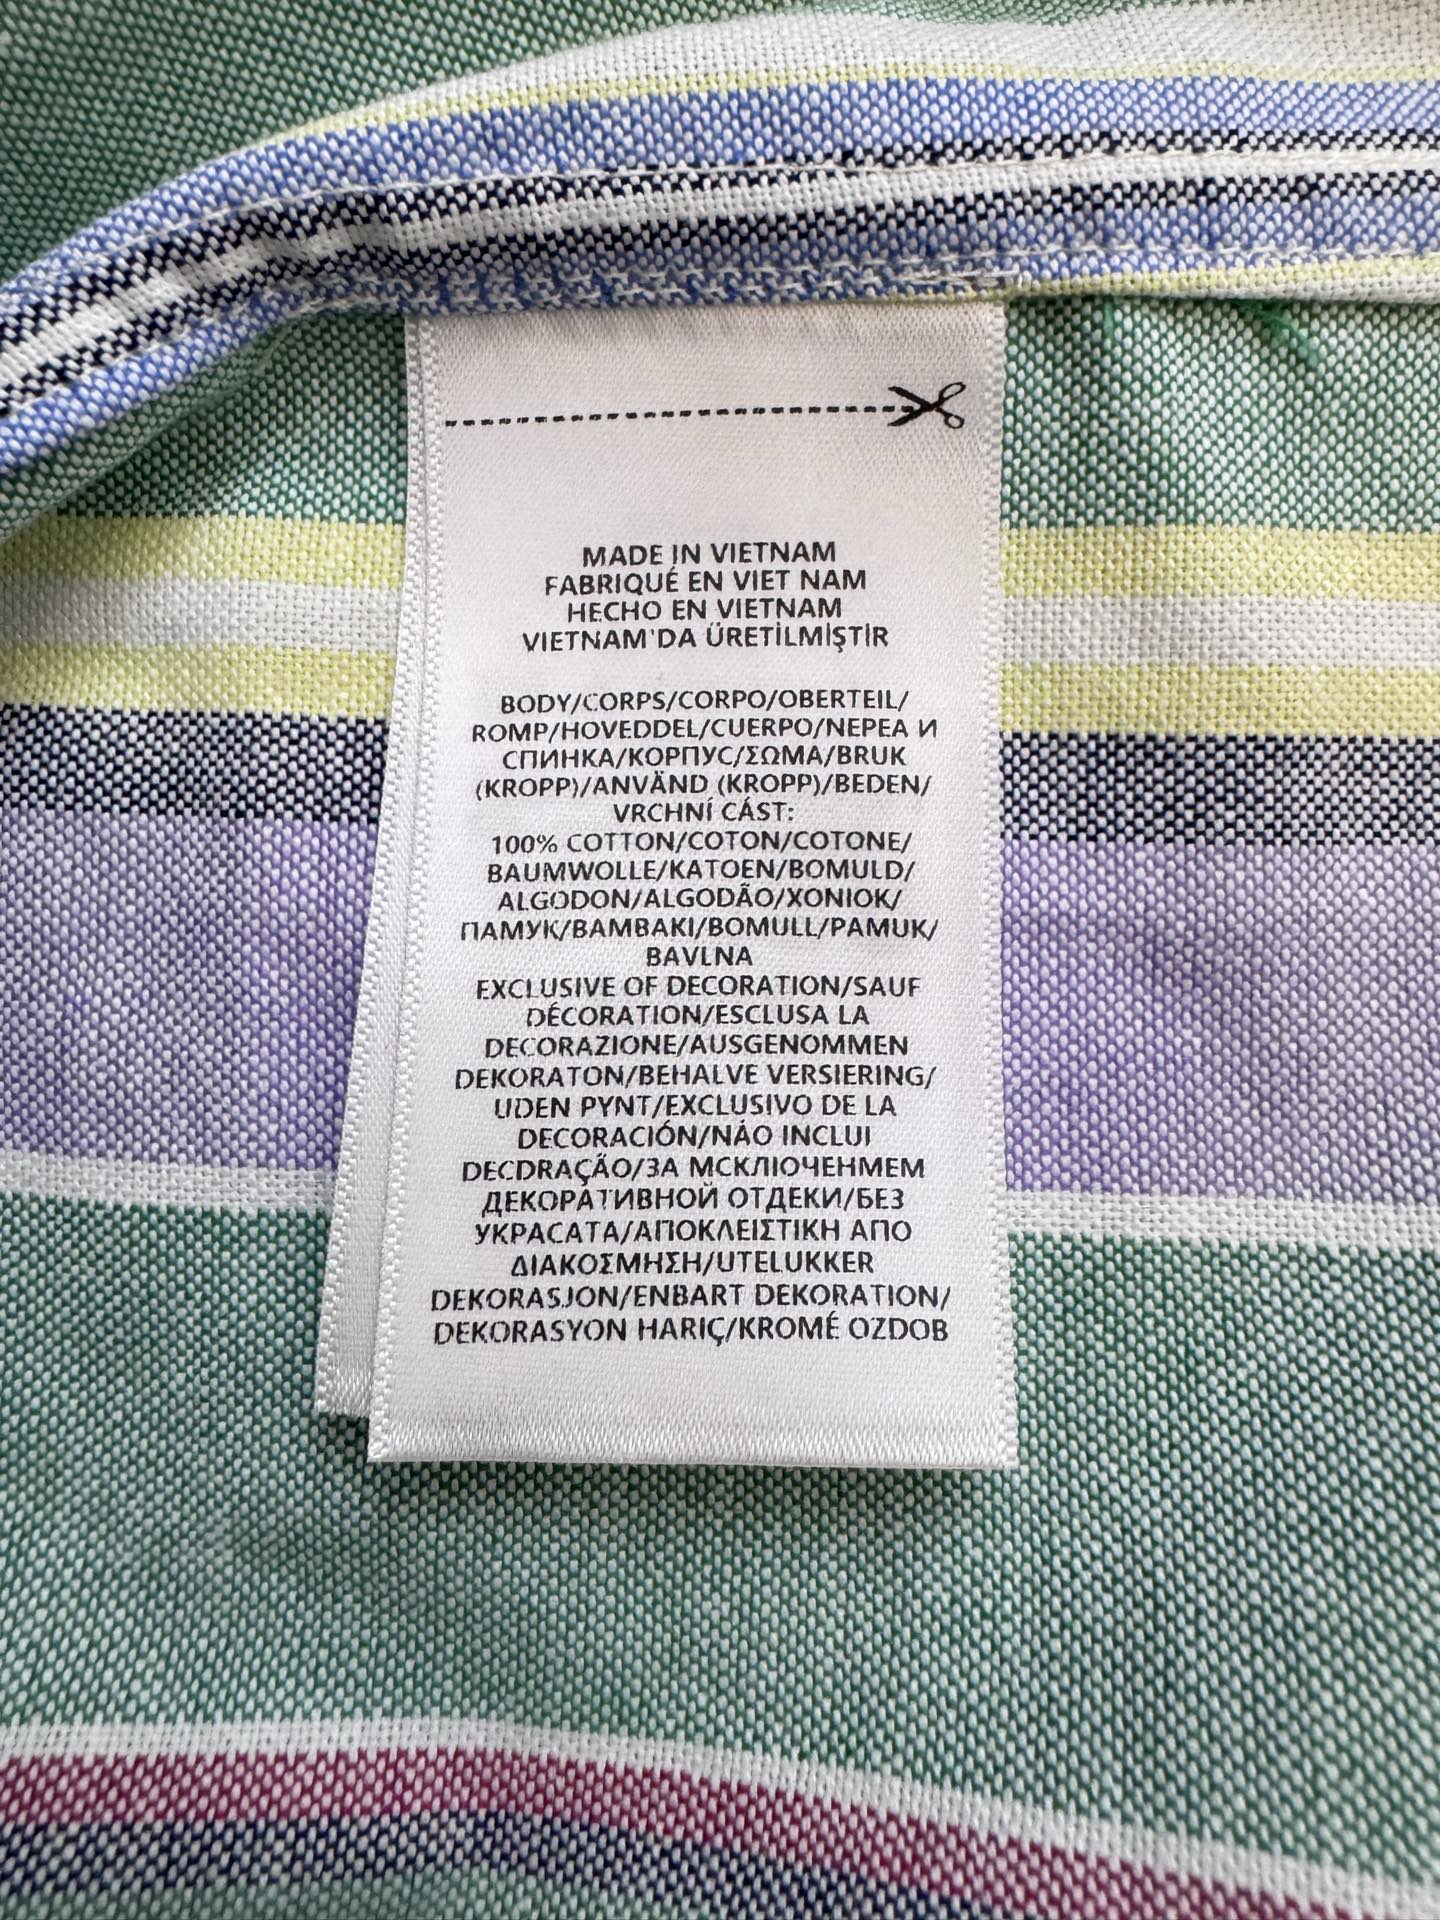 MADE IN VIETNAM
FABRIQUÉ EN VIET NAM
HECHO EN VIETNAM
VIETNAM'DA ÜRETİLMİŞTİR
BODY/CORPS/CORPO/OBERTEIL/
ROMP/HOVEDDEL/CUERPO/NEPEA И
СПИНКА/КОРПУС/ΣΩΜΑ/BRUK
(KROPP)/ANVÄND (KROPP)/BEDEN/
VRCHNÍ CÁST:
100% COTTON/COTON/COTONE/
BAUMWOLLE/KATOEN/BOMULD/
ALGODON/ALGODÃO/XONIOK/
ПАМУК/BAMBAKI/BOMULL/PAMUK/
BAVLNA
EXCLUSIVE OF DECORATION/SAUF
DÉCORATION/ESCLUSA LA
DECORAZIONE/AUSGENOMMEN
DEKORATON/BEHALVE VERSIERING/
UDEN PYNT/EXCLUSIVO DE LA
DECORACIÓN/NÁO INCLUI
DECDRAÇÃO/ЗА МСКЛІОЧЕНМЕМ
ДЕКОРАТИВНОЙ ОТДЕКИ/БЕЗ
УКРАСАТА/ΑΠΟΚΛΕΙΣΤΙΚΗ ΑΠΟ
ΔΙΑΚΟΣΜΗΣΗ/UTELUKKER
DEKORASJON/ENBART DEKORATION/
DEKORASYON HARIÇ/KROMÉ OZDOB